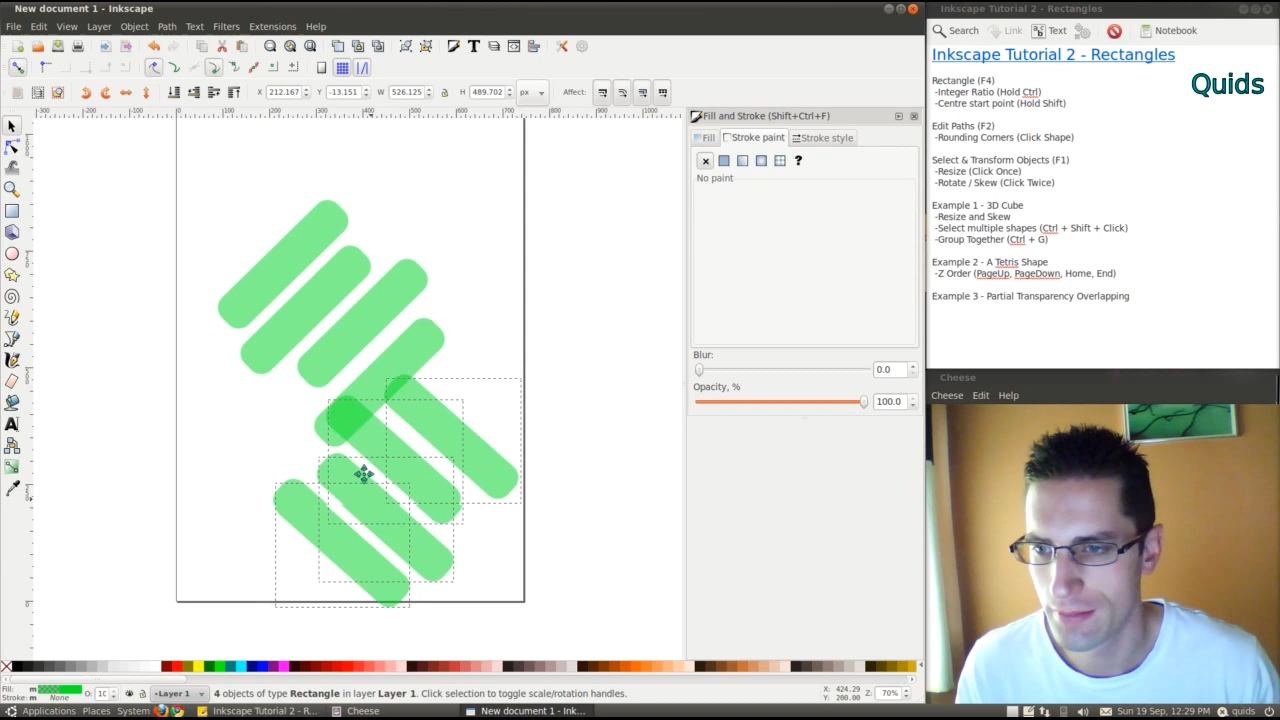 New document 1 - Inkscape
File Edit View Layer Object Path Text Filters Extensions Help
X 212.167 Y -13.151 W 526.125 H 489.702 px Affect:
Fill and Stroke (Shift+Ctrl+F)
Fill Stroke paint Stroke style
?
No paint
Blur:
0.0
Opacity, %
100.0
Fill: m
Stroke: m None
O: 10
Layer 1
4 objects of type Rectangle in layer Layer 1. Click selection to toggle scale/rotation handles.
X: 424.29
Y: 200.00
Z: 70%
Inkscape Tutorial 2 - Rectangles
Search Link Text Notebook
Inkscape Tutorial 2 - Rectangles
Quids
Rectangle (F4)
-Integer Ratio (Hold Ctrl)
-Centre start point (Hold Shift)
Edit Paths (F2)
-Rounding Corners (Click Shape)
Select & Transform Objects (F1)
-Resize (Click Once)
-Rotate / Skew (Click Twice)
Example 1 - 3D Cube
-Resize and Skew
-Select multiple shapes (Ctrl + Shift + Click)
-Group Together (Ctrl + G)
Example 2 - A Tetris Shape
-Z Order (PageUp, PageDown, Home, End)
Example 3 - Partial Transparency Overlapping
Cheese
Cheese Edit Help
Applications Places System Inkscape Tutorial 2 - R... Cheese New document 1 - Ink... Sun 19 Sep, 12:29 PM quids